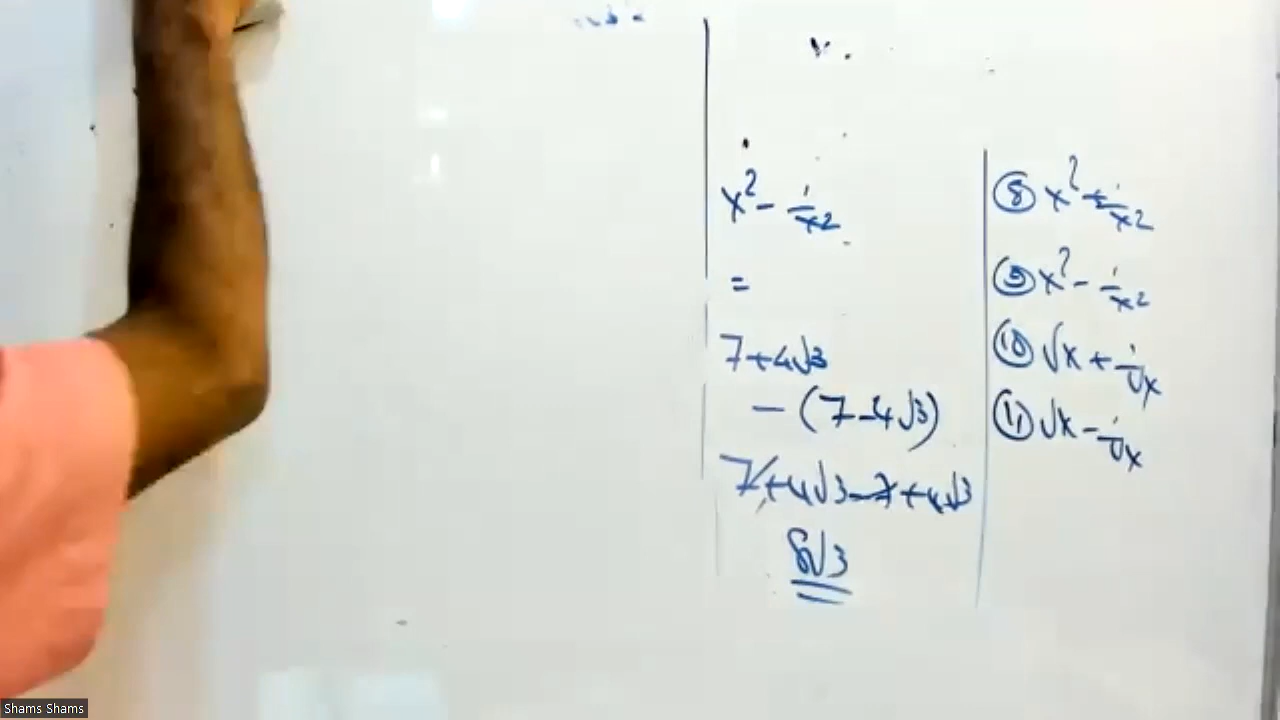 x² - 1/x²
=
7+4√3
- (7-4√3)
7+4√3-7+4√3
8√3
⑧ x² + 1/x²
⑨ x² - 1/x²
⑩ √x + 1/√x
⑪ √x - 1/√x
Shams Shams